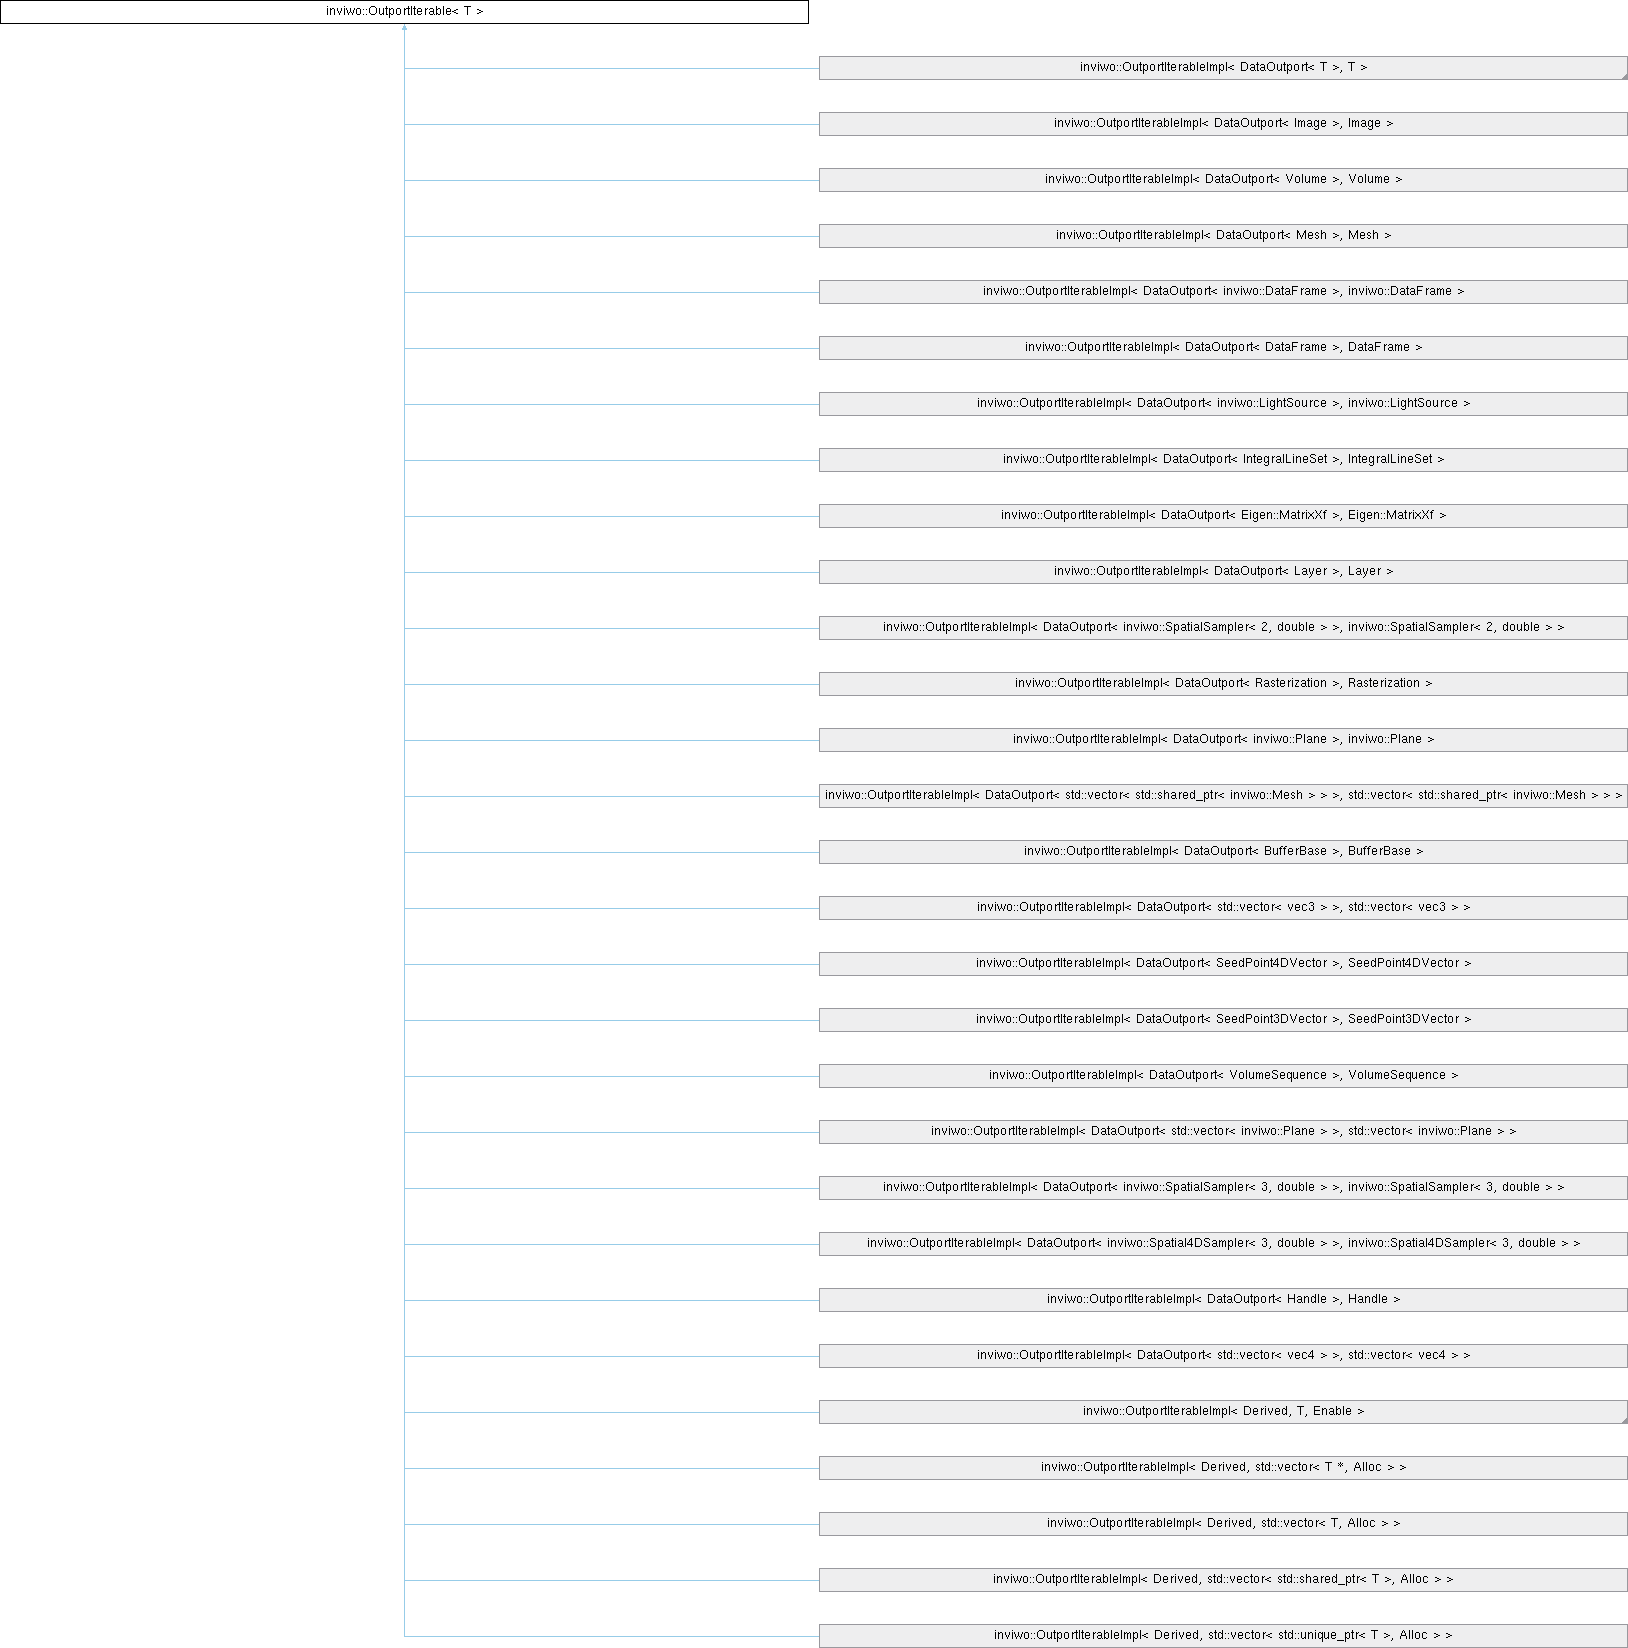 inviwo::OutportIterable< T >
inviwo::OutportIterableImpl< DataOutport< T >, T >
inviwo::OutportIterableImpl< DataOutport< Image >, Image >
inviwo::OutportIterableImpl< DataOutport< Volume >, Volume >
inviwo::OutportIterableImpl< DataOutport< Mesh >, Mesh >
inviwo::OutportIterableImpl< DataOutport< inviwo::DataFrame >, inviwo::DataFrame >
inviwo::OutportIterableImpl< DataOutport< DataFrame >, DataFrame >
inviwo::OutportIterableImpl< DataOutport< inviwo::LightSource >, inviwo::LightSource >
inviwo::OutportIterableImpl< DataOutport< IntegralLineSet >, IntegralLineSet >
inviwo::OutportIterableImpl< DataOutport< Eigen::MatrixXf >, Eigen::MatrixXf >
inviwo::OutportIterableImpl< DataOutport< Layer >, Layer >
inviwo::OutportIterableImpl< DataOutport< inviwo::SpatialSampler< 2, double > >, inviwo::SpatialSampler< 2, double > >
inviwo::OutportIterableImpl< DataOutport< Rasterization >, Rasterization >
inviwo::OutportIterableImpl< DataOutport< inviwo::Plane >, inviwo::Plane >
inviwo::OutportIterableImpl< DataOutport< std::vector< std::shared_ptr< inviwo::Mesh > > >, std::vector< std::shared_ptr< inviwo::Mesh > > >
inviwo::OutportIterableImpl< DataOutport< BufferBase >, BufferBase >
inviwo::OutportIterableImpl< DataOutport< std::vector< vec3 > >, std::vector< vec3 > >
inviwo::OutportIterableImpl< DataOutport< SeedPoint4DVector >, SeedPoint4DVector >
inviwo::OutportIterableImpl< DataOutport< SeedPoint3DVector >, SeedPoint3DVector >
inviwo::OutportIterableImpl< DataOutport< VolumeSequence >, VolumeSequence >
inviwo::OutportIterableImpl< DataOutport< std::vector< inviwo::Plane > >, std::vector< inviwo::Plane > >
inviwo::OutportIterableImpl< DataOutport< inviwo::SpatialSampler< 3, double > >, inviwo::SpatialSampler< 3, double > >
inviwo::OutportIterableImpl< DataOutport< inviwo::Spatial4DSampler< 3, double > >, inviwo::Spatial4DSampler< 3, double > >
inviwo::OutportIterableImpl< DataOutport< Handle >, Handle >
inviwo::OutportIterableImpl< DataOutport< std::vector< vec4 > >, std::vector< vec4 > >
inviwo::OutportIterableImpl< Derived, T, Enable >
inviwo::OutportIterableImpl< Derived, std::vector< T *, Alloc > >
inviwo::OutportIterableImpl< Derived, std::vector< T, Alloc > >
inviwo::OutportIterableImpl< Derived, std::vector< std::shared_ptr< T >, Alloc > >
inviwo::OutportIterableImpl< Derived, std::vector< std::unique_ptr< T >, Alloc > >